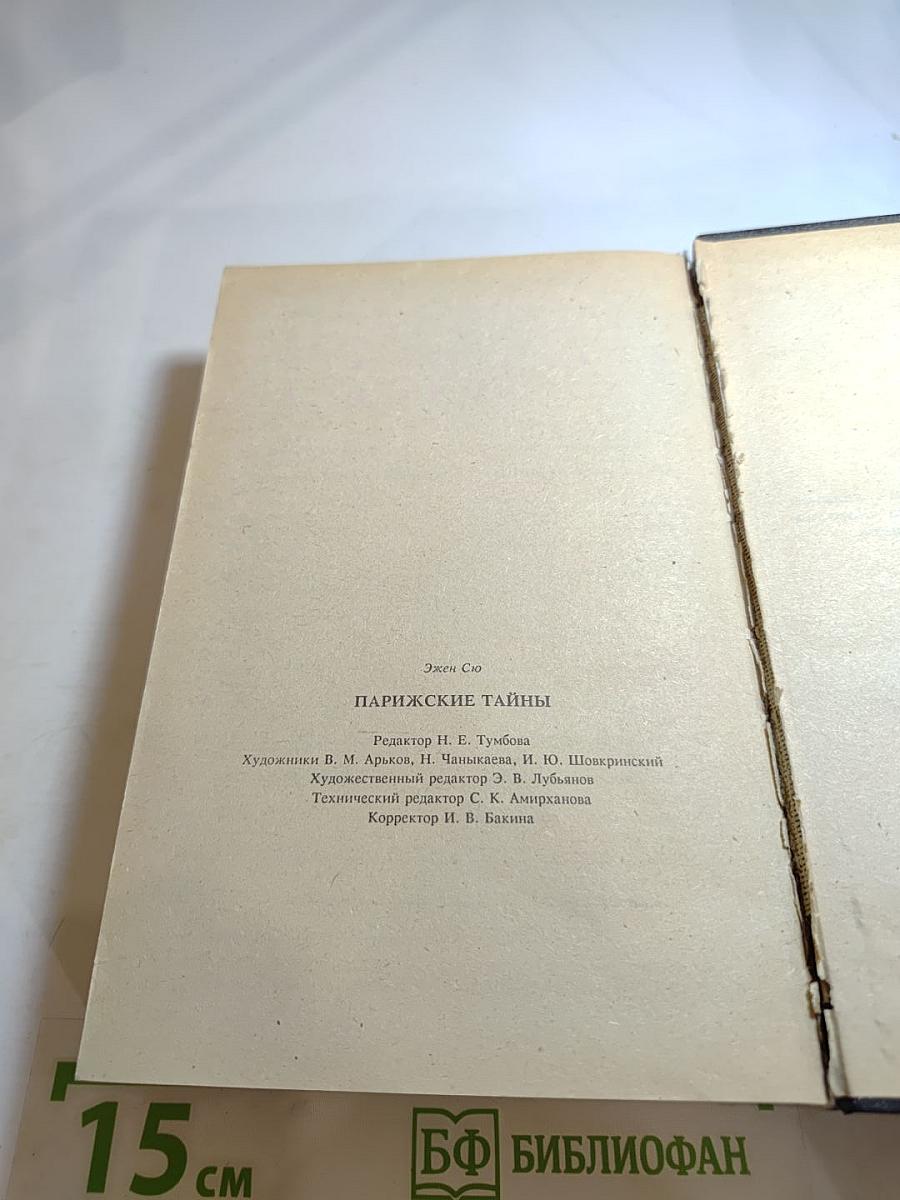 Эжен Сю
ПАРИЖСКИЕ ТАЙНЫ
Редактор Н. Е. Тумбова
Художники В. М. Арьков, Н. Чаныкаева, И. Ю. Шовкринский
Художественный редактор Э. В. Лубьянов
Технический редактор С. К. Амирханова
Корректор И. В. Бакина
15 см
БФ БИБЛИОФАН